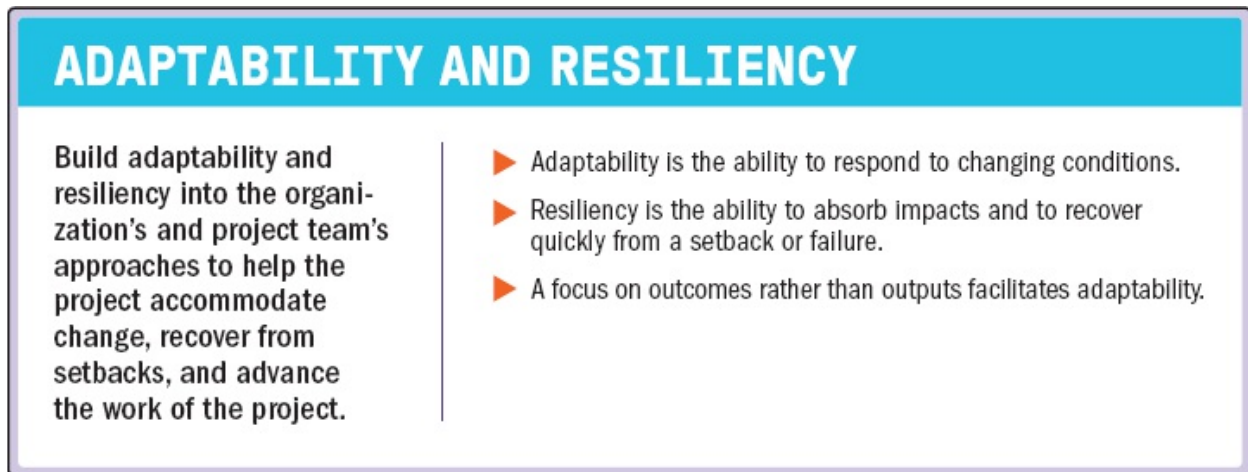 ADAPTABILITY AND RESILIENCY
Build adaptability and
resiliency into the organi-
zation's and project team's
approaches to help the
project accommodate
change, recover from
setbacks, and advance
the work of the project.
Adaptability is the ability to respond to changing conditions.
Resiliency is the ability to absorb impacts and to recover
quickly from a setback or failure.
A focus on outcomes rather than outputs facilitates adaptability.